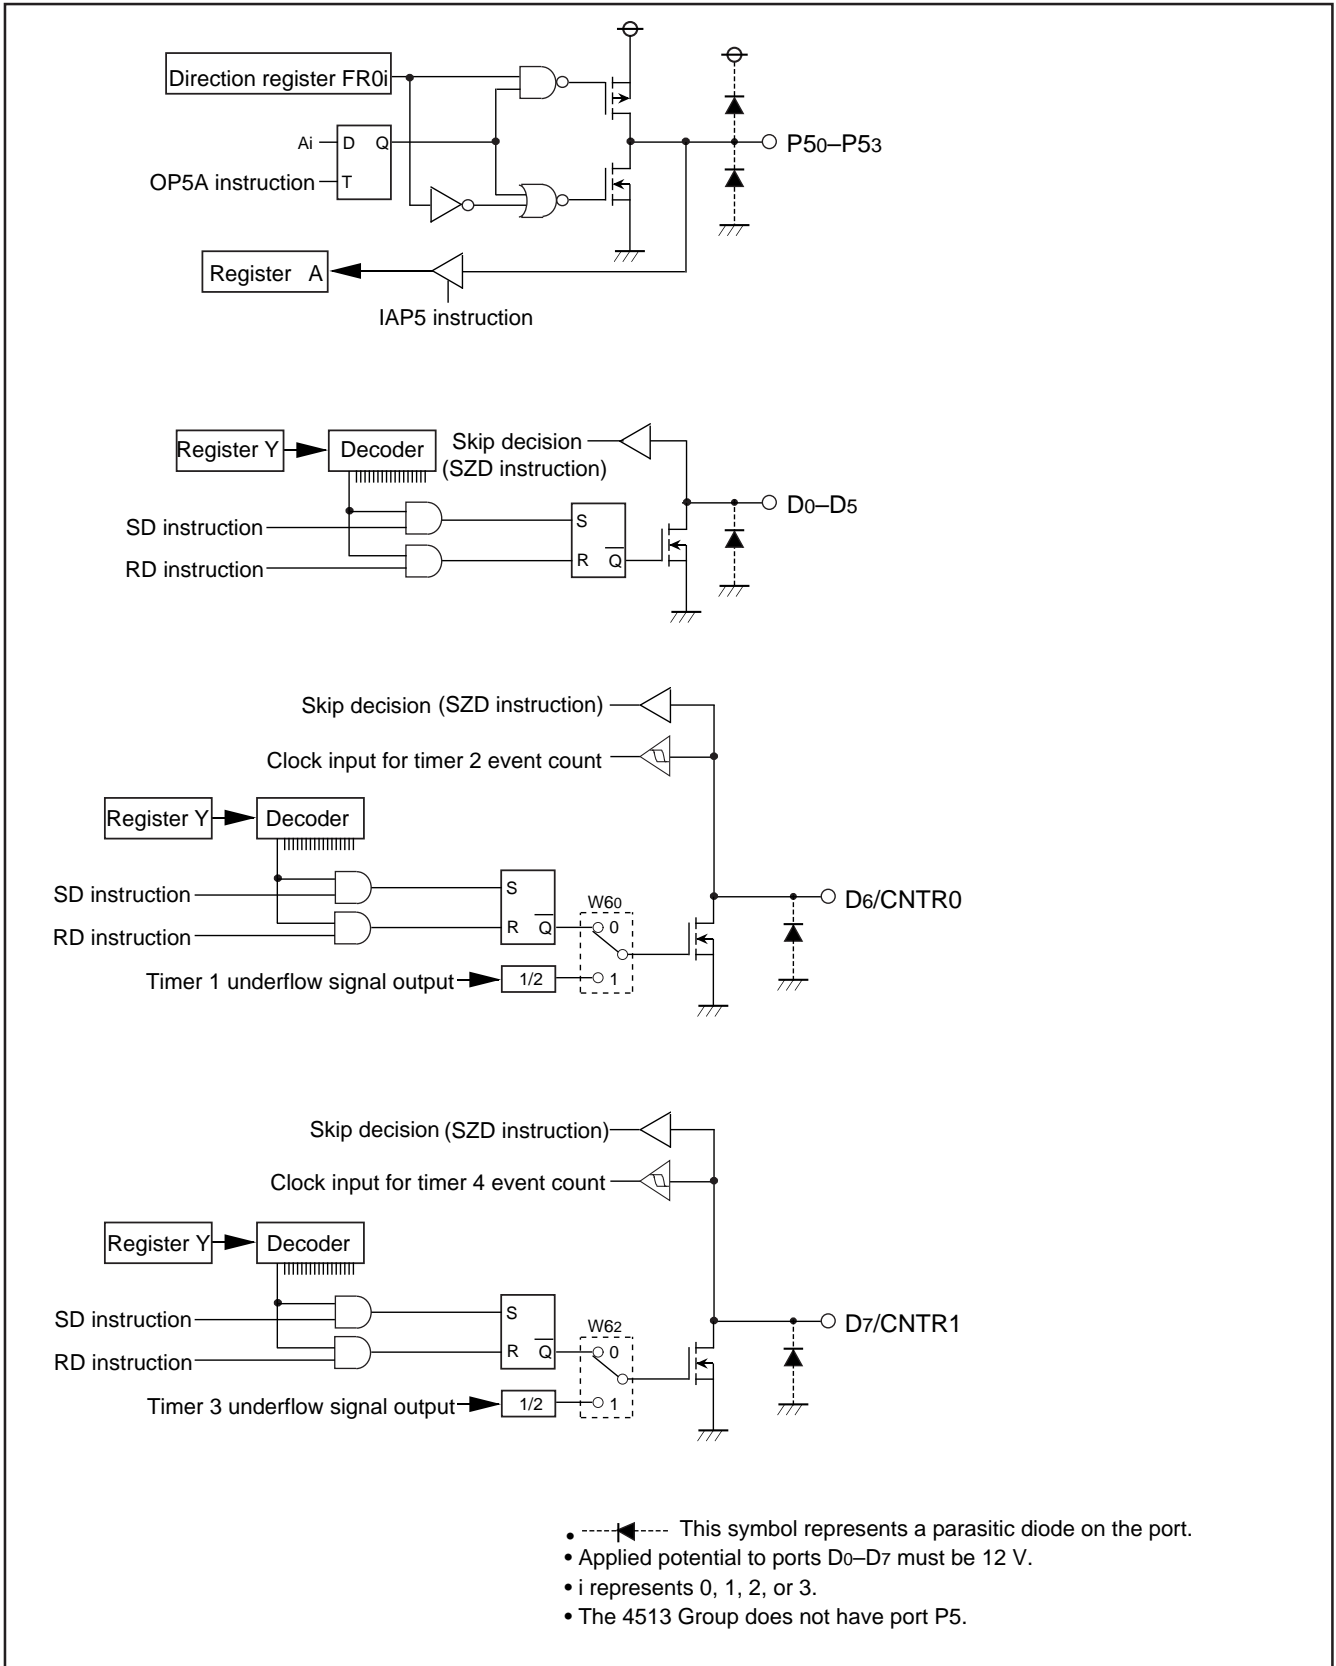 Direction register FR0i
Ai
D Q
P50–P53
OP5A instruction
T
Register A
IAP5 instruction
Register Y
Decoder
Skip decision
(SZD instruction)
D0–D5
SD instruction
S
RD instruction
R Q
Skip decision (SZD instruction)
Clock input for timer 2 event count
Register Y
Decoder
SD instruction
S
W60
D6/CNTR0
RD instruction
R Q
0
Timer 1 underflow signal output
1/2
1
Skip decision (SZD instruction)
Clock input for timer 4 event count
Register Y
Decoder
SD instruction
S
W62
D7/CNTR1
RD instruction
R Q
0
Timer 3 underflow signal output
1/2
1
• This symbol represents a parasitic diode on the port.
• Applied potential to ports D0–D7 must be 12 V.
• i represents 0, 1, 2, or 3.
• The 4513 Group does not have port P5.